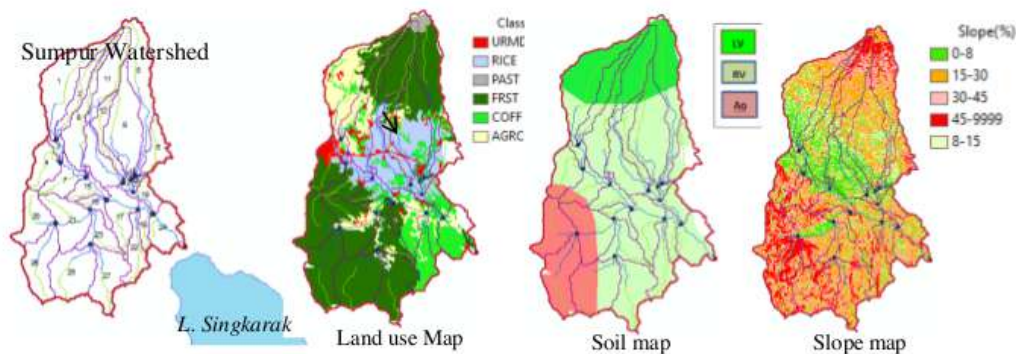 Sumpur Watershed
L. Singkarak
Class
URMD
RICE
PAST
FRST
COFF
AGRC
Land use Map
LV
RV
Ao
Soil map
Slope(%)
0-8
15-30
30-45
45-9999
8-15
Slope map